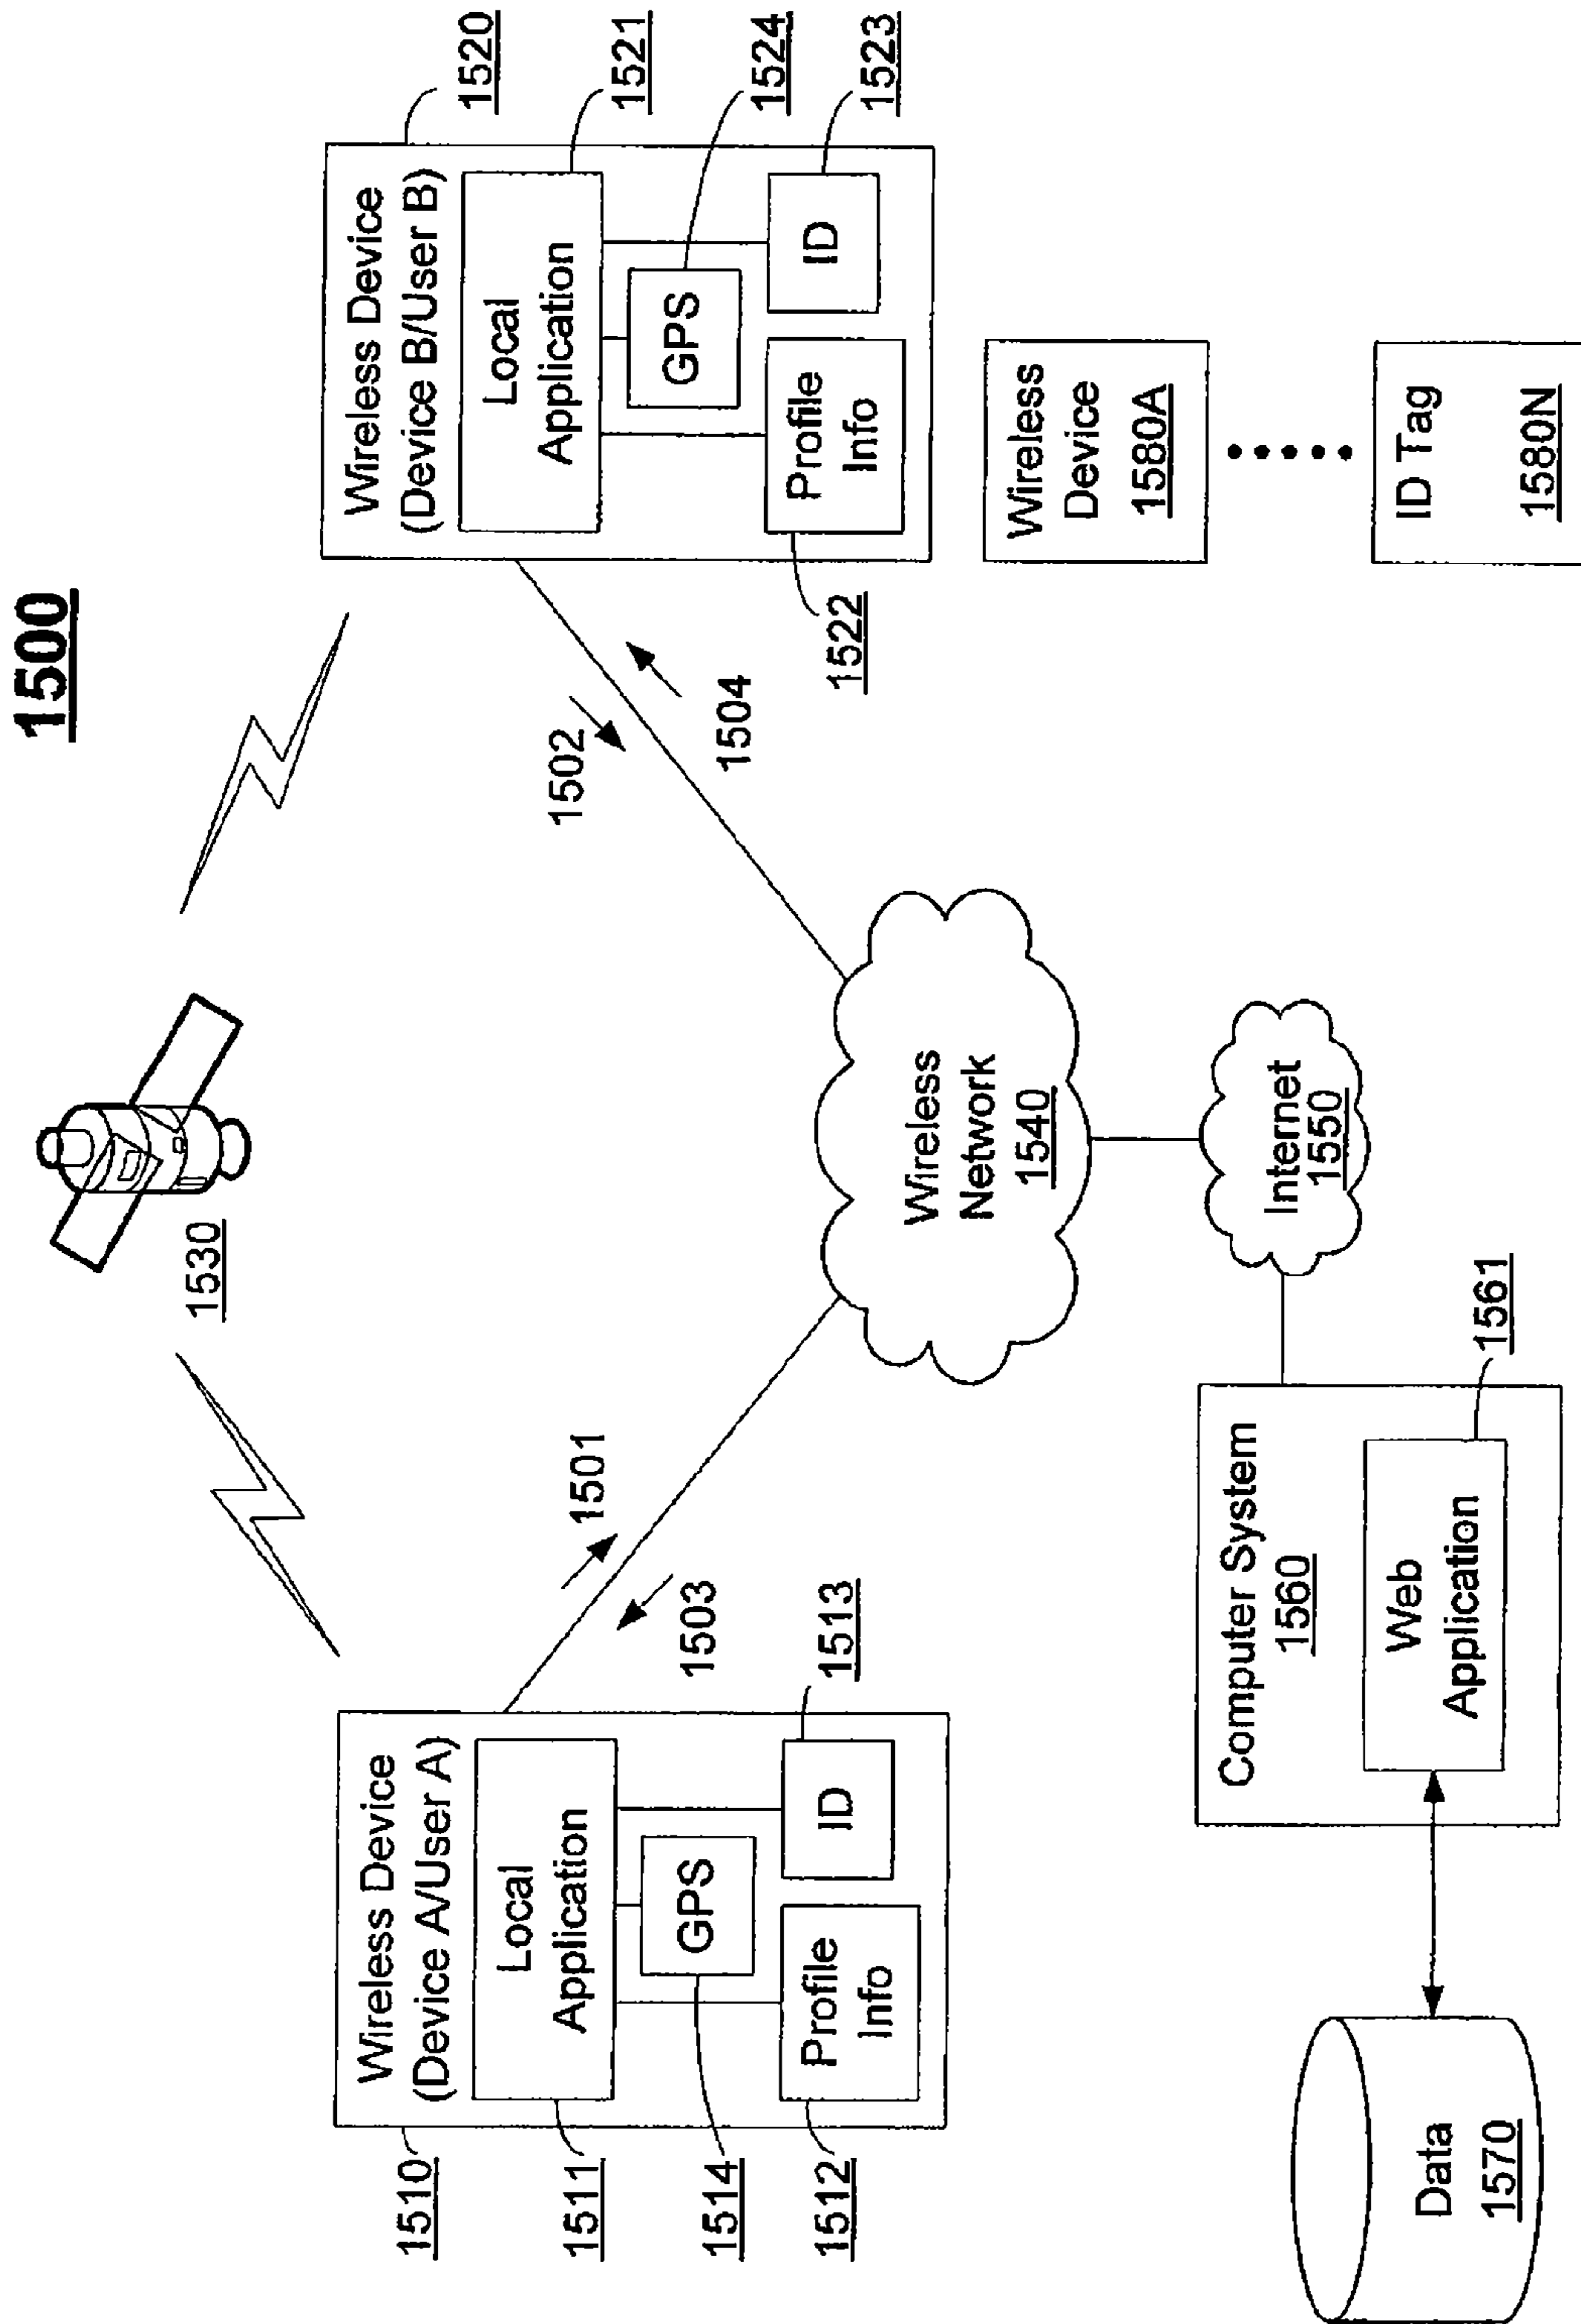 1500
1530
1510
Wireless Device
(Device A/User A)
1511
Local
Application
1514
GPS
1512
Profile
Info
ID
1513
1501
1503
Wireless Device
(Device B/User B)
1520
Local
Application
1521
GPS
1524
Profile
Info
1522
ID
1523
1502
1504
Wireless
Network
1540
Internet
1550
Computer System
1560
Web
Application
1561
Data
1570
Wireless
Device
1580A
ID Tag
1580N